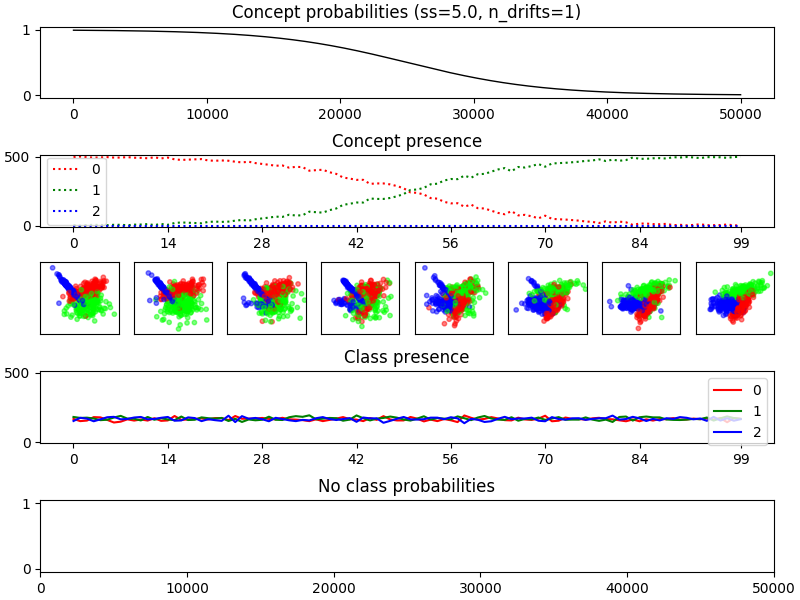 Concept probabilities (ss=5.0, n_drifts=1)
1
0
0 10000 20000 30000 40000 50000
Concept presence
500
0
0
1
2
0 14 28 42 56 70 84 99
Class presence
500
0
0
1
2
0 14 28 42 56 70 84 99
No class probabilities
1
0
0 10000 20000 30000 40000 50000